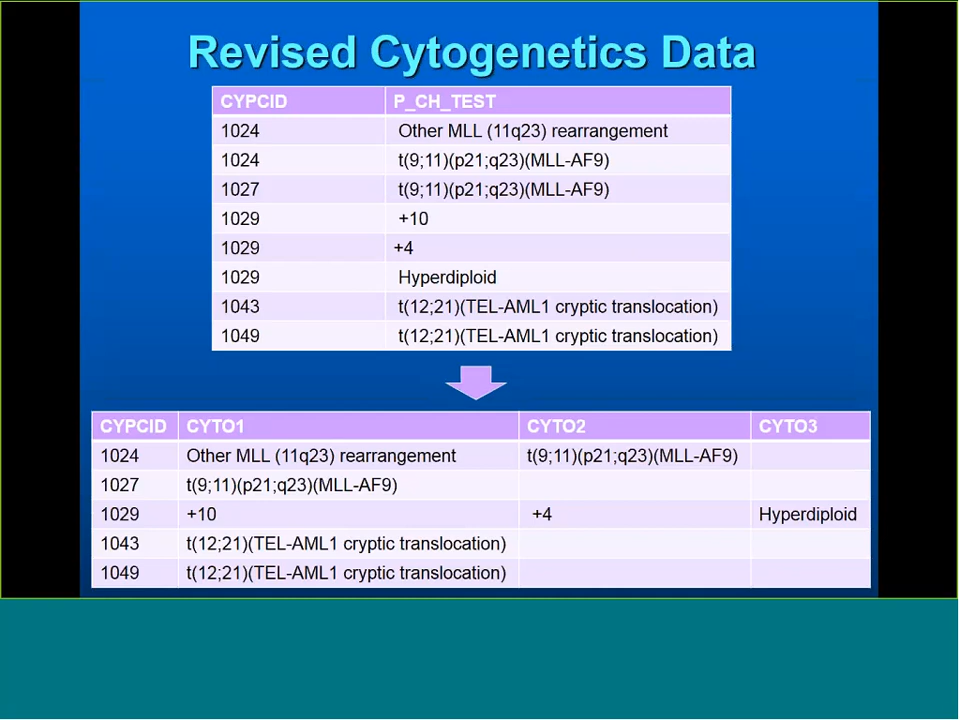 Revised Cytogenetics Data
CYPCID P_CH_TEST
1024 Other MLL (11q23) rearrangement
1024 t(9;11)(p21;q23)(MLL-AF9)
1027 t(9;11)(p21;q23)(MLL-AF9)
1029 +10
1029 +4
1029 Hyperdiploid
1043 t(12;21)(TEL-AML1 cryptic translocation)
1049 t(12;21)(TEL-AML1 cryptic translocation)
CYPCID CYTO1 CYTO2 CYTO3
1024 Other MLL (11q23) rearrangement t(9;11)(p21;q23)(MLL-AF9)
1027 t(9;11)(p21;q23)(MLL-AF9)
1029 +10 +4 Hyperdiploid
1043 t(12;21)(TEL-AML1 cryptic translocation)
1049 t(12;21)(TEL-AML1 cryptic translocation)